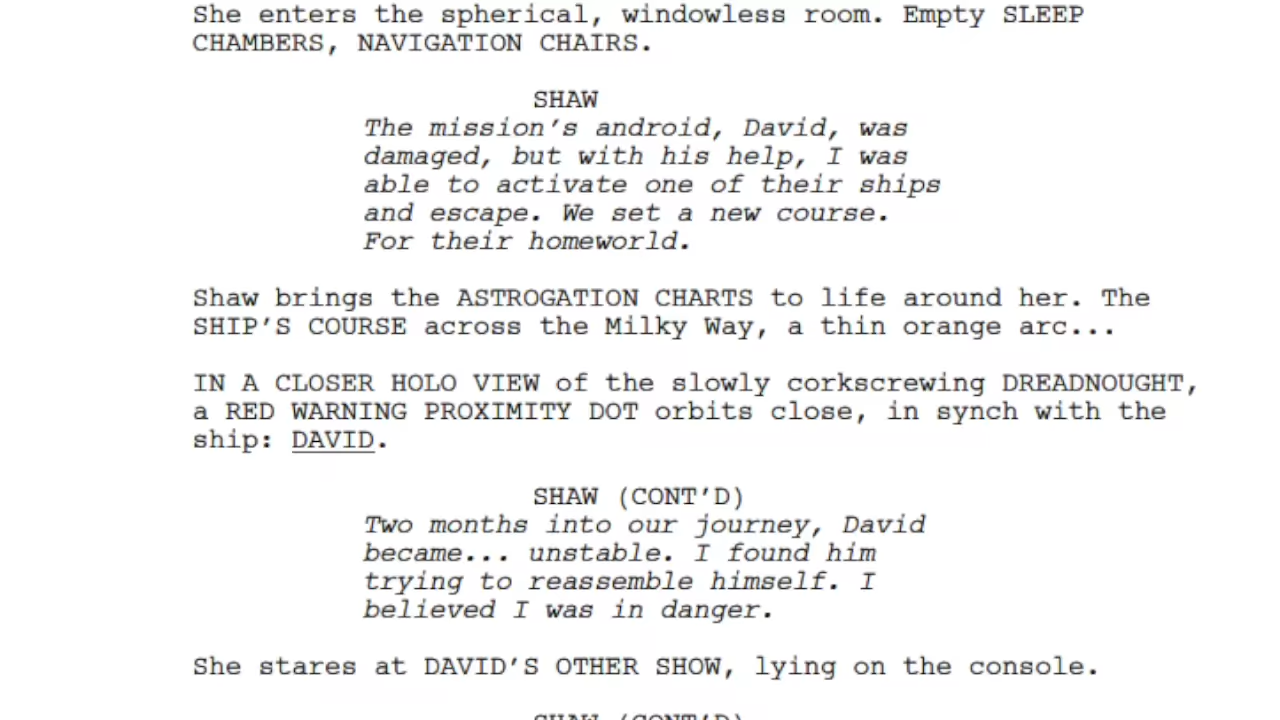 She enters the spherical, windowless room. Empty SLEEP
CHAMBERS, NAVIGATION CHAIRS.
SHAW
The mission's android, David, was
damaged, but with his help, I was
able to activate one of their ships
and escape. We set a new course.
For their homeworld.
Shaw brings the ASTROGATION CHARTS to life around her. The
SHIP'S COURSE across the Milky Way, a thin orange arc...
IN A CLOSER HOLO VIEW of the slowly corkscrewing DREADNOUGHT,
a RED WARNING PROXIMITY DOT orbits close, in synch with the
ship: DAVID.
SHAW (CONT'D)
Two months into our journey, David
became... unstable. I found him
trying to reassemble himself. I
believed I was in danger.
She stares at DAVID'S OTHER SHOW, lying on the console.
SHAW (CONT'D)